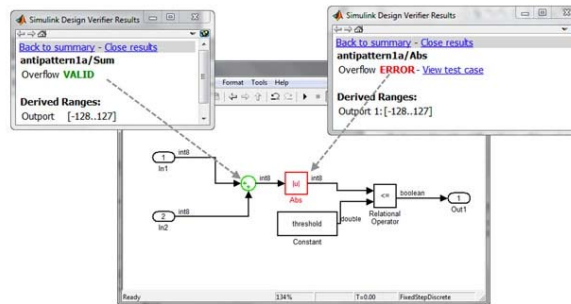 Simulink Design Verifier Results
Back to summary - Close results
antipattern1a/Sum
Overflow VALID
Derived Ranges:
Outport [-128..127]
Simulink Design Verifier Results
Back to summary - Close results
antipattern1a/Abs
Overflow ERROR - View test case
Derived Ranges:
Outport 1: [-128..127]
Format Tools Help
1
In1
int8
2
In2
int8
int8
|u|
Abs
int8
threshold
Constant
double
<=
Relational
Operator
boolean
1
Out1
Ready
134%
T=0.00
FixedStepDiscrete